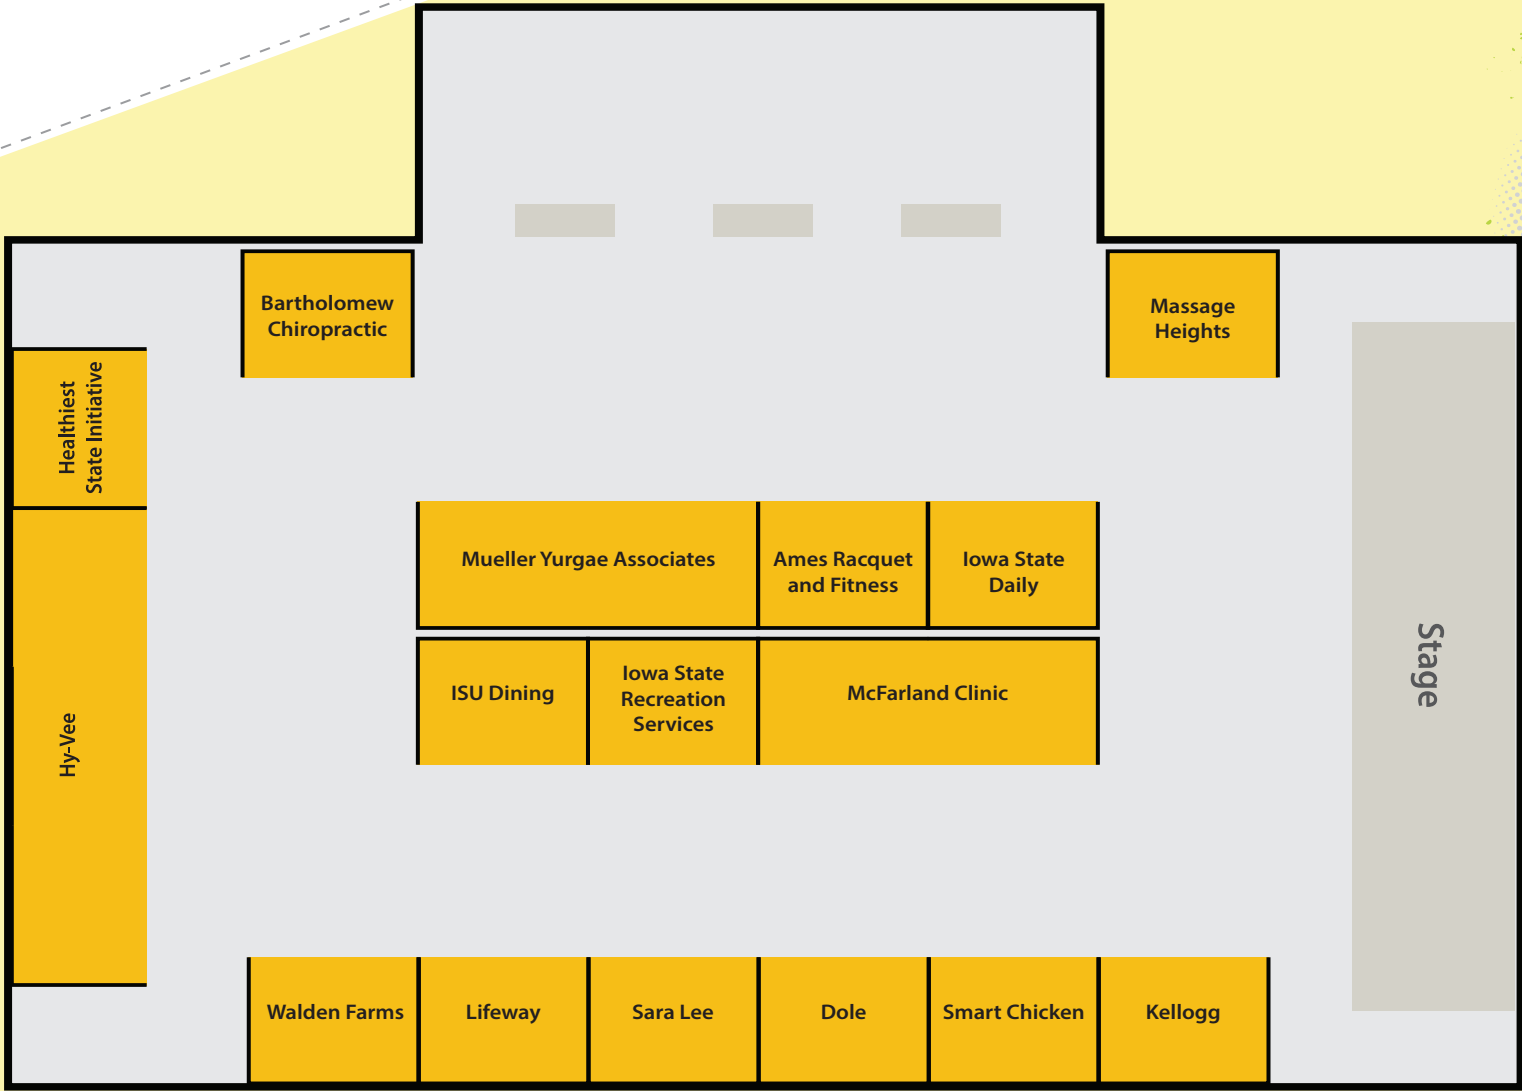 Bartholomew
Chiropractic
Massage
Heights
Healthiest
State Initiative
Mueller Yurgae Associates
Ames Racquet
and Fitness
Iowa State
Daily
Stage
ISU Dining
Iowa State
Recreation
Services
McFarland Clinic
Hy-Vee
Walden Farms
Lifeway
Sara Lee
Dole
Smart Chicken
Kellogg